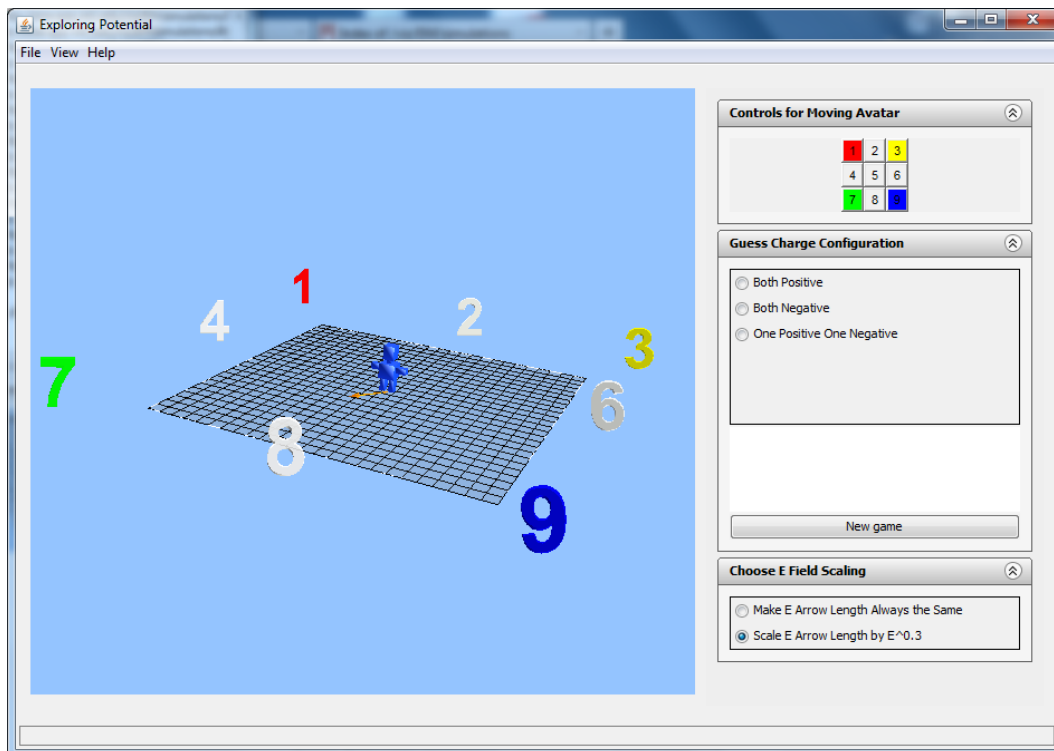 Exploring Potential
File View Help
Controls for Moving Avatar
1 2 3
4 5 6
7 8 9
Guess Charge Configuration
Both Positive
Both Negative
One Positive One Negative
New game
Choose E Field Scaling
Make E Arrow Length Always the Same
Scale E Arrow Length by E^0.3
1
2
4
3
7
6
8
9